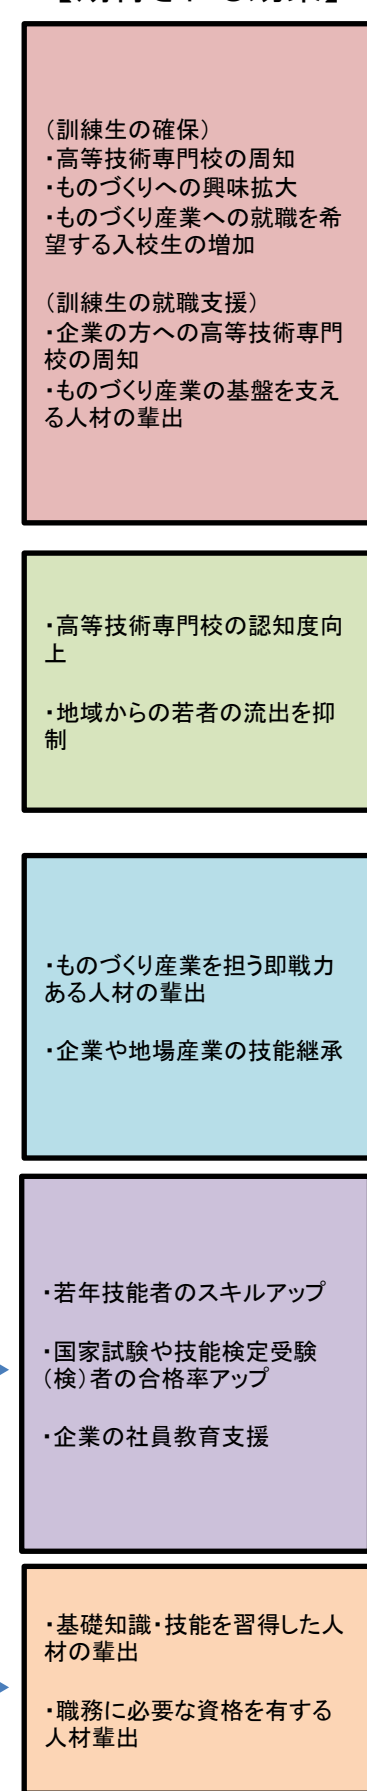 (訓練生の確保)
・高等技術専門校の周知
・ものづくりへの興味拡大
・ものづくり産業への就職を希
望する入校生の増加
(訓練生の就職支援)
・企業の方への高等技術専門
校の周知
・ものづくり産業の基盤を支え
る人材の輩出
・高等技術専門校の認知度向
上
・地域からの若者の流出を抑
制
・ものづくり産業を担う即戦力
ある人材の輩出
・企業や地場産業の技能継承
・若年技能者のスキルアップ
・国家試験や技能検定受験
(検)者の合格率アップ
・企業の社員教育支援
・基礎知識・技能を習得した人
材の輩出
・職務に必要な資格を有する
人材輩出